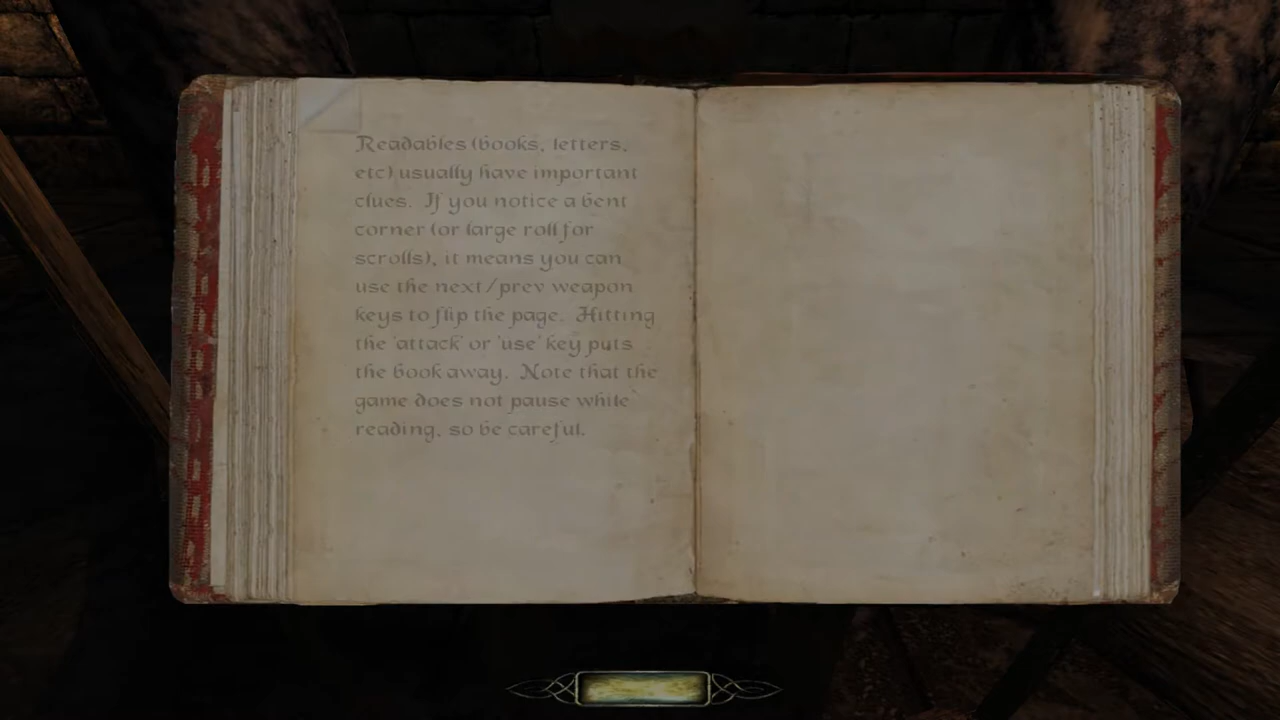 Readables (books, letters,
etc) usually have important
clues.  If you notice a bent
corner (or large roll for
scrolls), it means you can
use the next/prev weapon
keys to flip the page.  Hitting
the 'attack' or 'use' key puts
the book away.  Note that the
game does not pause while
reading, so be careful.